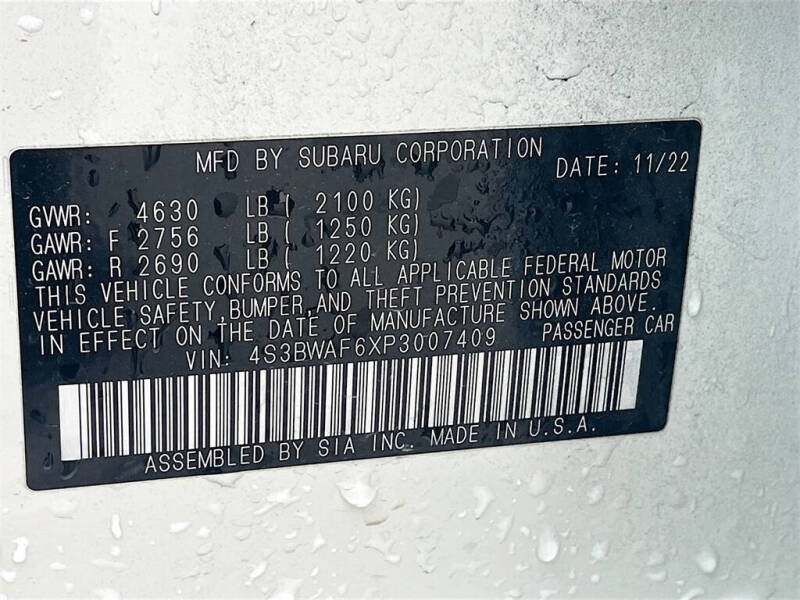 MFD BY SUBARU CORPORATION DATE: 11/22
GVWR: 4630 LB ( 2100 KG)
GAWR: F 2756 LB ( 1250 KG)
GAWR: R 2690 LB ( 1220 KG)
THIS VEHICLE CONFORMS TO ALL APPLICABLE FEDERAL MOTOR
VEHICLE SAFETY, BUMPER, AND THEFT PREVENTION STANDARDS
IN EFFECT ON THE DATE OF MANUFACTURE SHOWN ABOVE.
VIN: 4S3BWAF6XP3007409 PASSENGER CAR
ASSEMBLED BY SIA INC. MADE IN U.S.A.